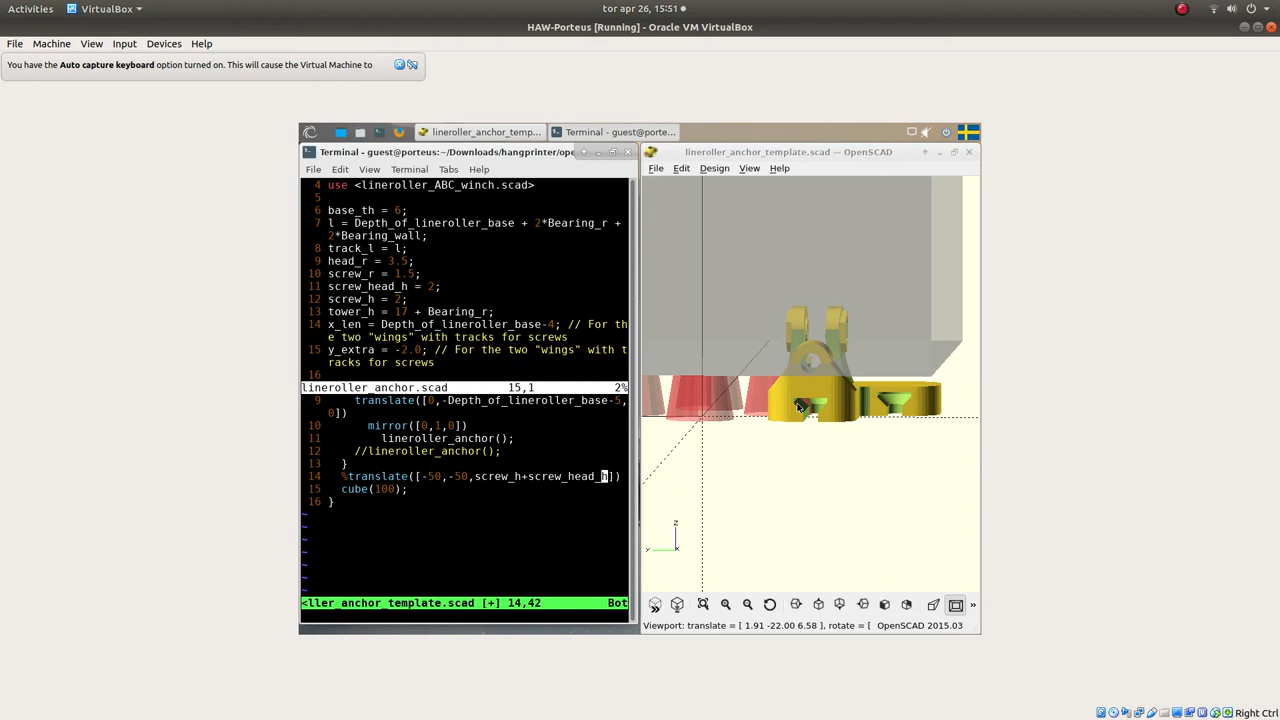 Activities
VirtualBox
tor apr 26, 15:51
HAW-Porteus [Running] - Oracle VM VirtualBox
File Machine View Input Devices Help
You have the Auto capture keyboard option turned on. This will cause the Virtual Machine to
lineroller_anchor_temp...
Terminal - guest@porte...
Terminal - guest@porteus:~/Downloads/hangprinter/ope
File Edit View Terminal Tabs Help
4 use <lineroller_ABC_winch.scad>
5
6 base_th = 6;
7 l = Depth_of_lineroller_base + 2*Bearing_r +
2*Bearing_wall;
8 track_l = l;
9 head_r = 3.5;
10 screw_r = 1.5;
11 screw_head_h = 2;
12 screw_h = 2;
13 tower_h = 17 + Bearing_r;
14 x_len = Depth_of_lineroller_base-4; // For th
e two "wings" with tracks for screws
15 y_extra = -2.0; // For the two "wings" with t
racks for screws
16
lineroller_anchor.scad 15,1 2%
9 translate([0,-Depth_of_lineroller_base-5,
0])
10 mirror([0,1,0])
11 lineroller_anchor();
12 //lineroller_anchor();
13 }
14 %translate([-50,-50,screw_h+screw_head_h])
15 cube(100);
16 }
~
~
~
~
~
~
<ller_anchor_template.scad [+] 14,42 Bot
lineroller_anchor_template.scad — OpenSCAD
File Edit Design View Help
z
y
x
»
Viewport: translate = [ 1.91 -22.00 6.58 ], rotate = [ OpenSCAD 2015.03
Right Ctrl